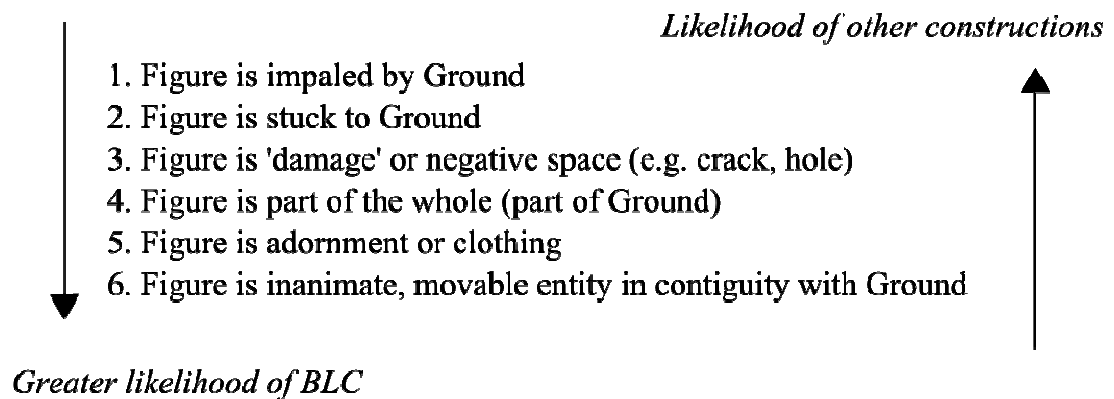 Likelihood of other constructions
1. Figure is impaled by Ground
2. Figure is stuck to Ground
3. Figure is 'damage' or negative space (e.g. crack, hole)
4. Figure is part of the whole (part of Ground)
5. Figure is adornment or clothing
6. Figure is inanimate, movable entity in contiguity with Ground
Greater likelihood of BLC